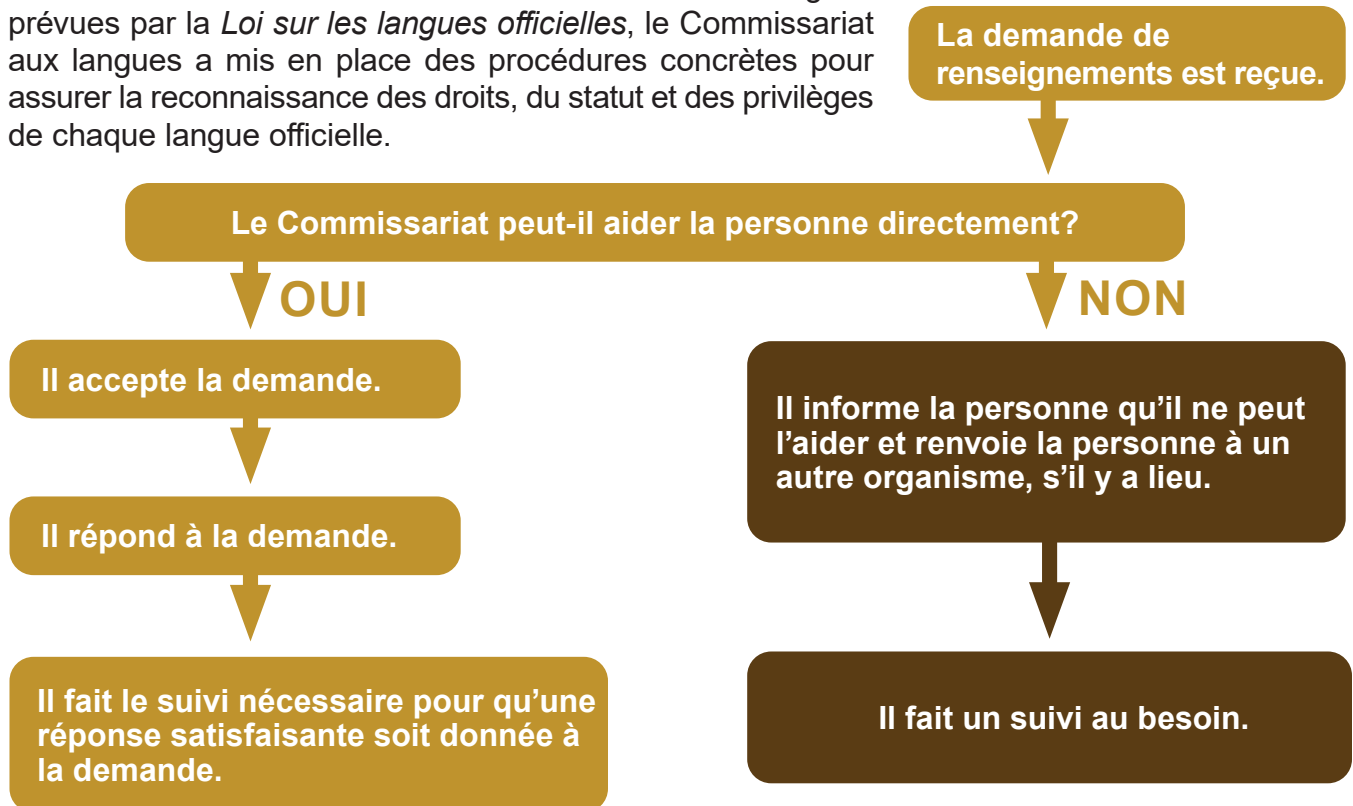 prévues par la Loi sur les langues officielles, le Commissariat
aux langues a mis en place des procédures concrètes pour
assurer la reconnaissance des droits, du statut et des privilèges
de chaque langue officielle.
La demande de
renseignements est reçue.
Le Commissariat peut-il aider la personne directement?
OUI
NON
Il accepte la demande.
Il répond à la demande.
Il fait le suivi nécessaire pour qu’une
réponse satisfaisante soit donnée à
la demande.
Il informe la personne qu’il ne peut
l’aider et renvoie la personne à un
autre organisme, s’il y a lieu.
Il fait un suivi au besoin.